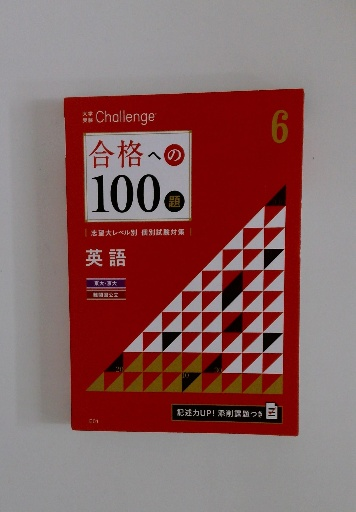 大学
受験 Challenge
6
合格への
100題
志望大レベル別 個別試験対策
英語
東大・京大
難関国公立
記述力UP! 添削課題つき